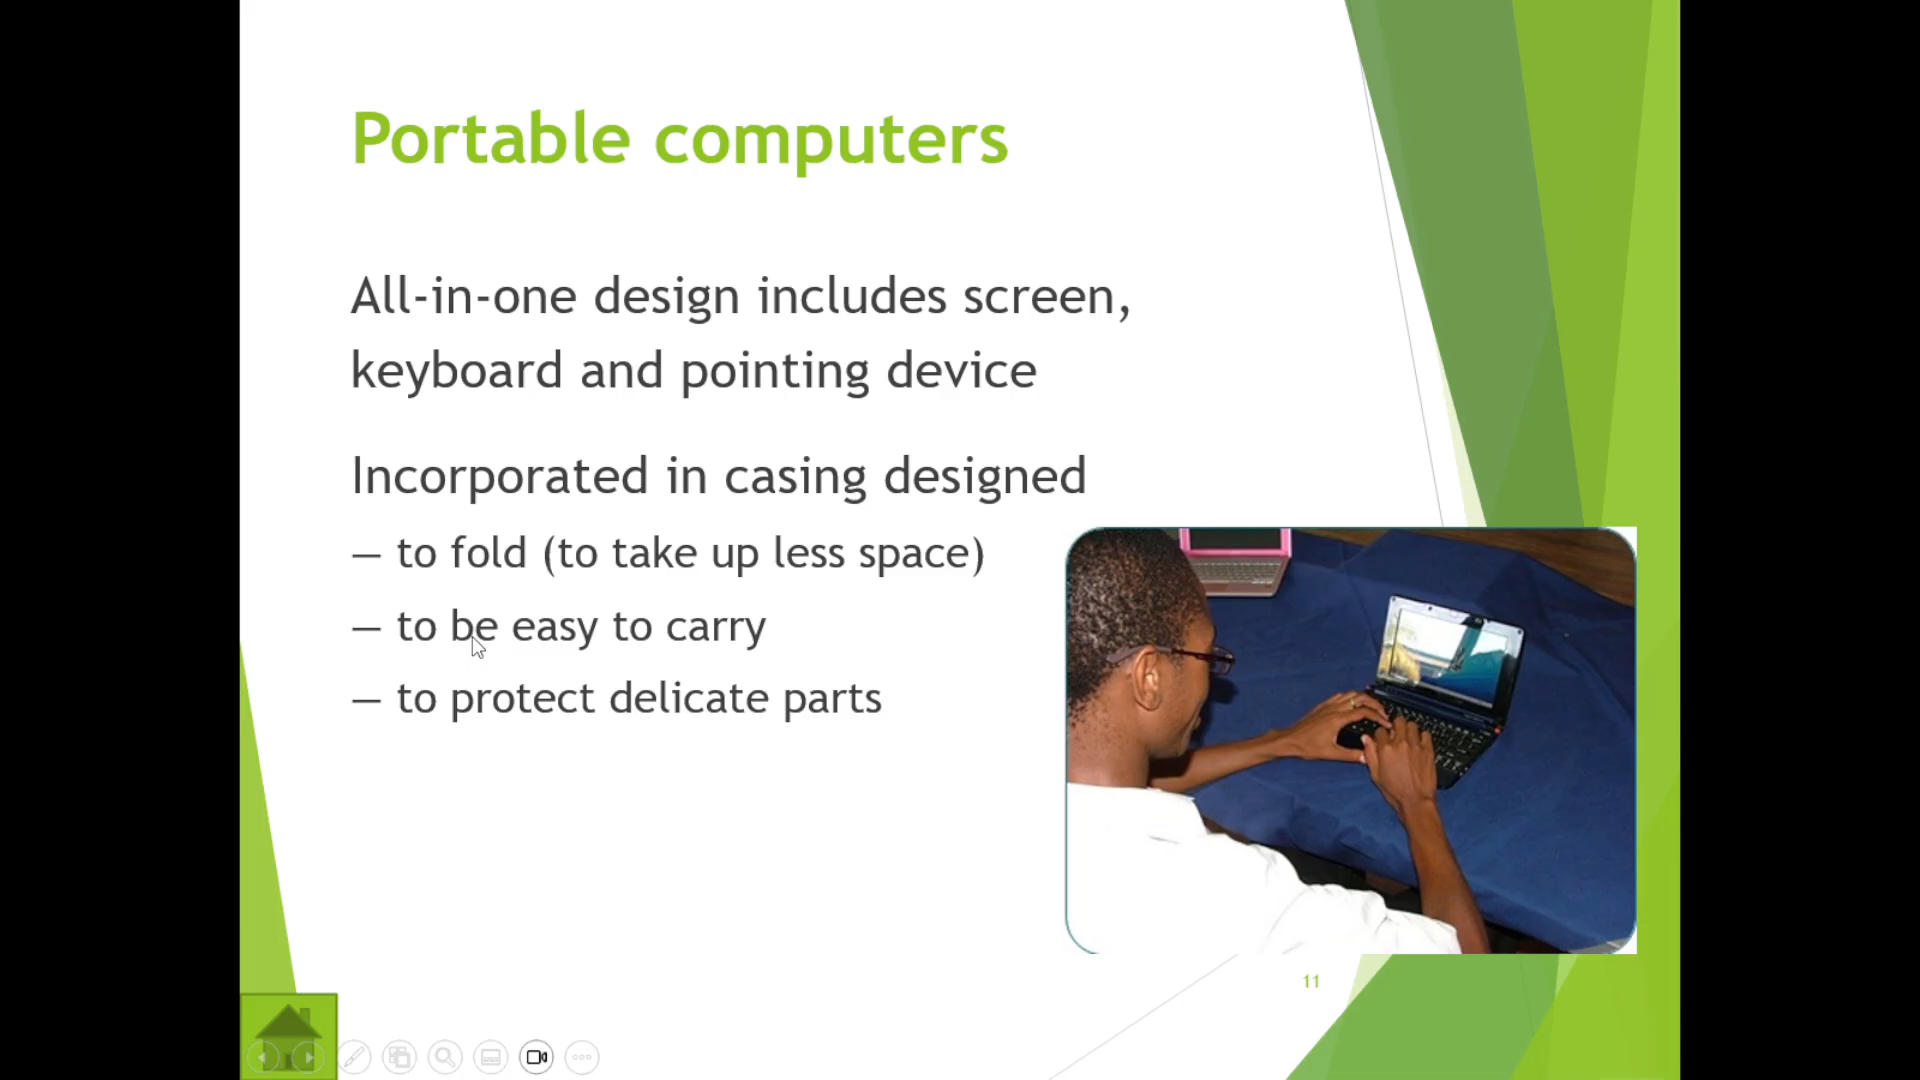 Portable computers
All-in-one design includes screen,
keyboard and pointing device
Incorporated in casing designed
— to fold (to take up less space)
— to be easy to carry
— to protect delicate parts
11